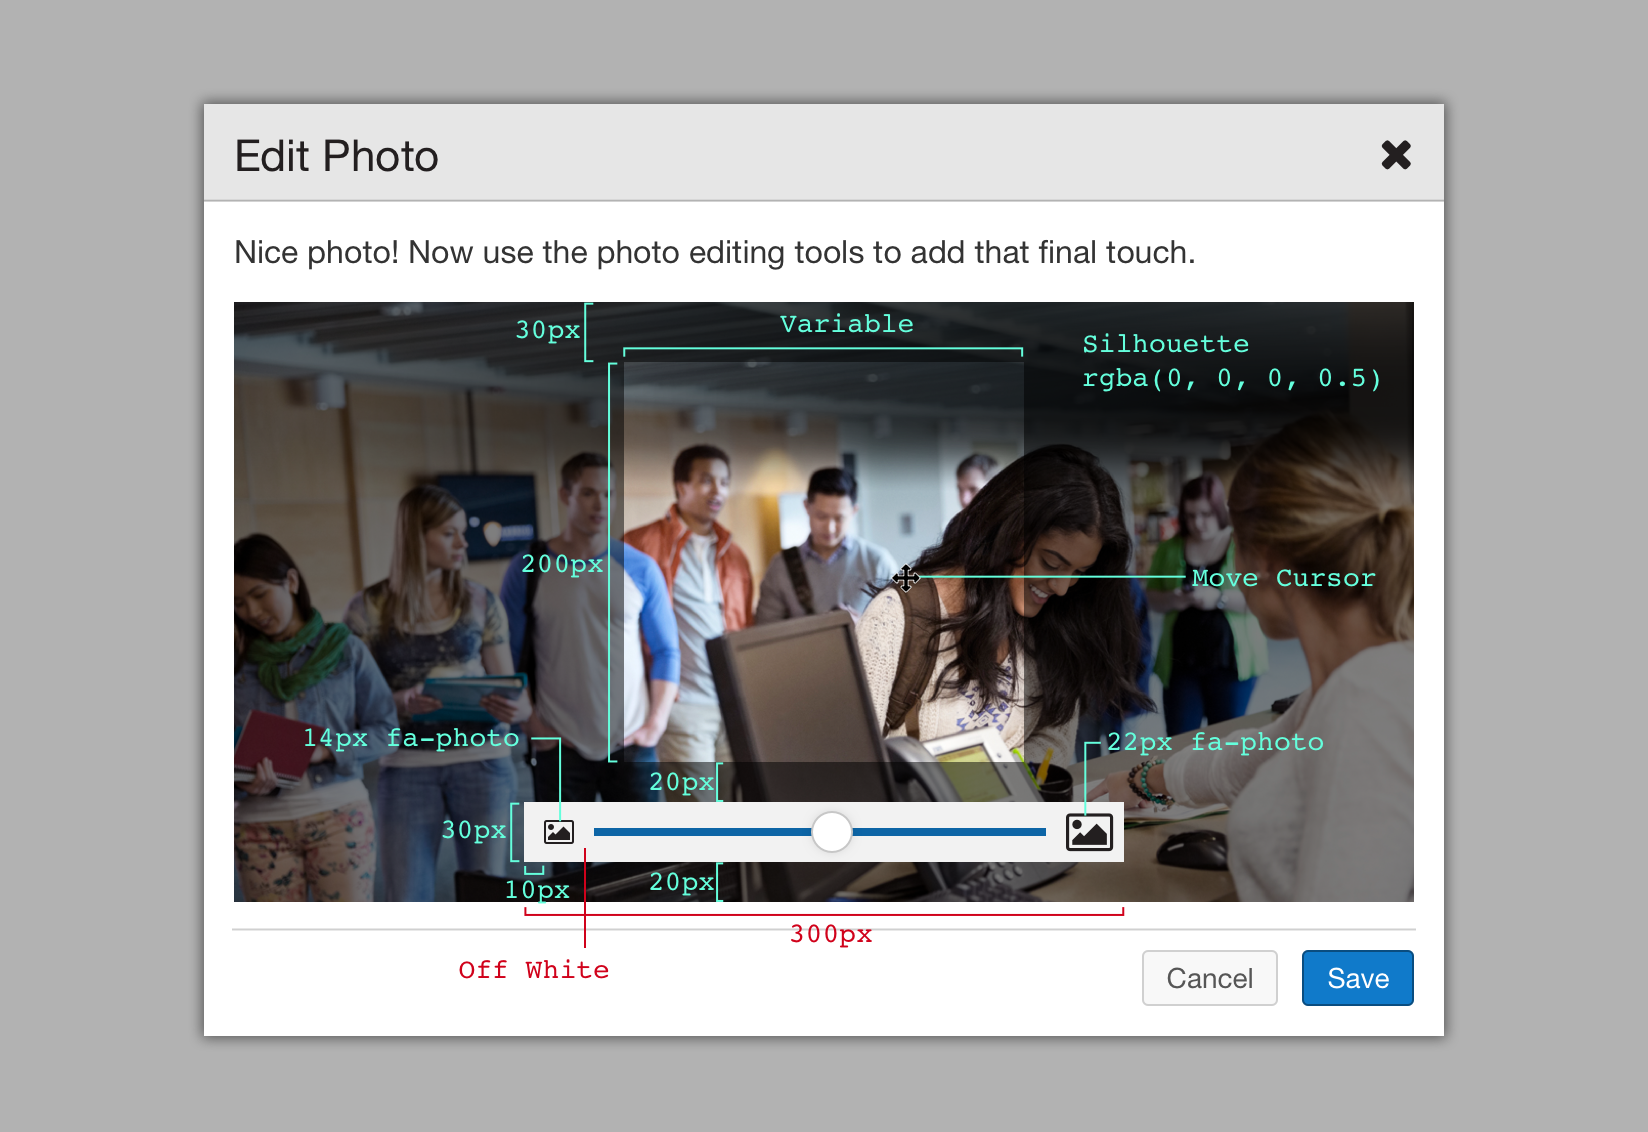 Edit Photo
Nice photo! Now use the photo editing tools to add that final touch.
30px
Variable
Silhouette
rgba(0, 0, 0, 0.5)
200px
Move Cursor
14px fa-photo
22px fa-photo
20px
30px
10px
20px
300px
Off White
Cancel
Save